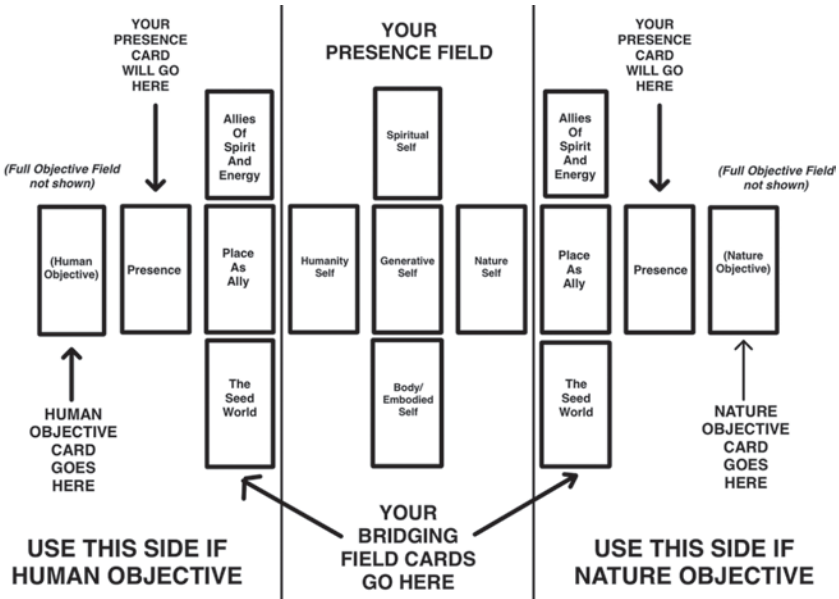 YOUR
PRESENCE
CARD
WILL GO
HERE
(Full Objective Field
not shown)
(Human
Objective)
Presence
Allies
Of
Spirit
And
Energy
Place
As
Ally
The
Seed
World
HUMAN
OBJECTIVE
CARD
GOES
HERE
USE THIS SIDE IF
HUMAN OBJECTIVE
YOUR
PRESENCE FIELD
Spiritual
Self
Humanity
Self
Generative
Self
Nature
Self
Body/
Embodied
Self
YOUR
BRIDGING
FIELD CARDS
GO HERE
YOUR
PRESENCE
CARD
WILL GO
HERE
(Full Objective Field
not shown)
Allies
Of
Spirit
And
Energy
Place
As
Ally
The
Seed
World
Presence
(Nature
Objective)
NATURE
OBJECTIVE
CARD
GOES
HERE
USE THIS SIDE IF
NATURE OBJECTIVE